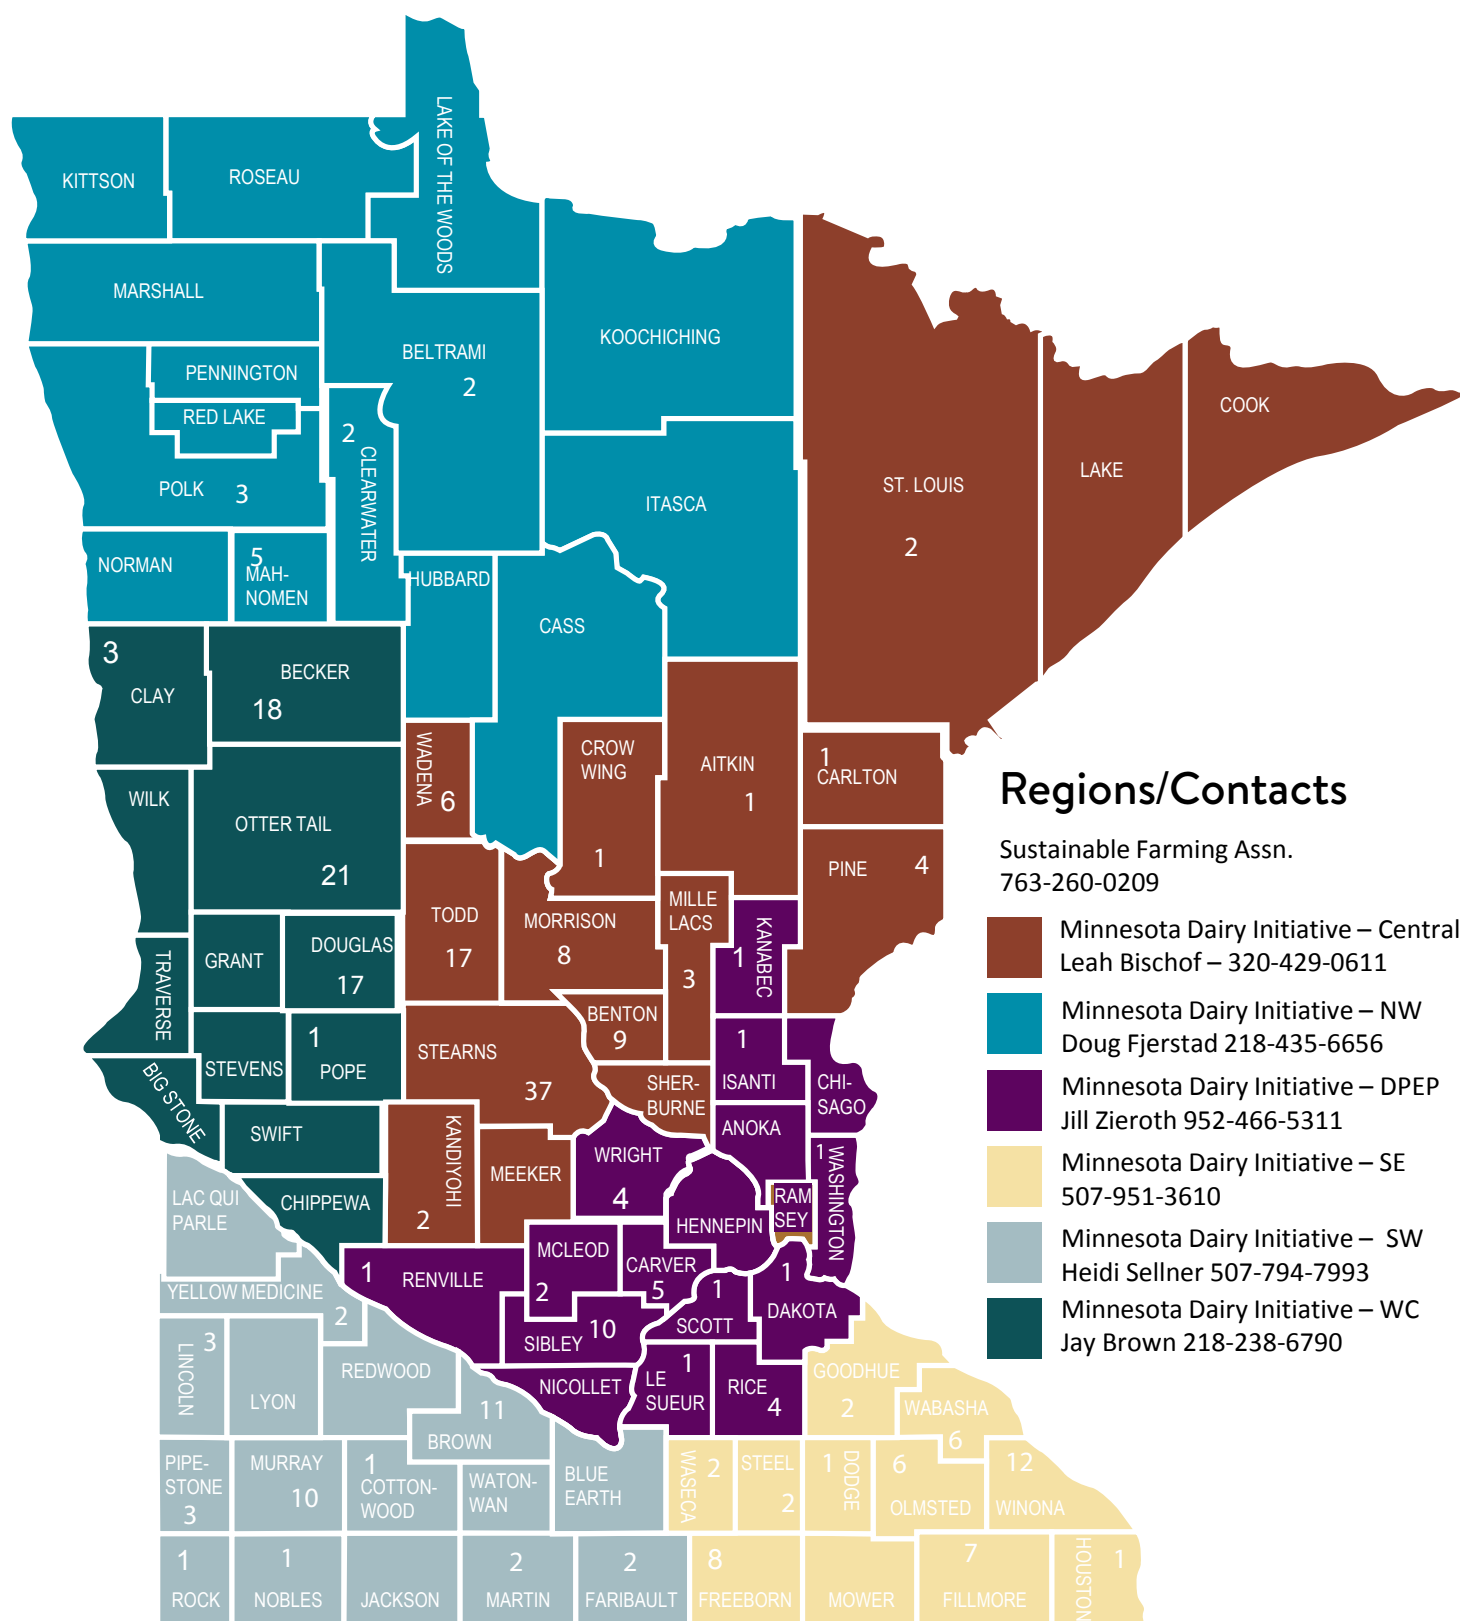 LAKE OF THE WOODS
KITTSON
ROSEAU
MARSHALL
KOOCHICHING
BELTRAMI
2
PENNINGTON
RED LAKE
COOK
2
CLEARWATER
LAKE
ST. LOUIS
2
POLK 3
ITASCA
NORMAN
5
MAH-
NOMEN
HUBBARD
CASS
3
CLAY
BECKER
18
WADENA
6
CROW
WING
1
AITKIN
1
1
CARLTON
WILK
OTTER TAIL
21
PINE 4
TODD
17
MORRISON
8
MILLE
LACS
3
KANABEC
1
TRAVERSE
GRANT
DOUGLAS
17
BENTON
9
STEARNS
37
1
ISANTI
CHI-
SAGO
STEVENS
1
POPE
BIG STONE
SWIFT
SHER-
BURNE
ANOKA
KANDIYOHI
2
MEEKER
WRIGHT
4
1
WASHINGTON
LAC QUI
PARLE
CHIPPEWA
HENNEPIN
RAM
SEY
MCLEOD
2
CARVER
5
1
RENVILLE
YELLOW MEDICINE
2
1
SCOTT
1
DAKOTA
SIBLEY 10
3
LINCOLN
LYON
REDWOOD
NICOLLET
1
LE
SUEUR
RICE
4
GOODHUE
2
WABASHA
6
11
BROWN
PIPE-
STONE
3
MURRAY
10
1
COTTON-
WOOD
WATON-
WAN
BLUE
EARTH
WASECA
2
STEEL
2
1
DODGE
6
OLMSTED
12
WINONA
1
ROCK
1
NOBLES
JACKSON
2
MARTIN
2
FARIBAULT
8
FREEBORN
MOWER
7
FILLMORE
HOUSTON
1
Regions/Contacts
Sustainable Farming Assn.
763-260-0209
Minnesota Dairy Initiative – Central
Leah Bischof – 320-429-0611
Minnesota Dairy Initiative – NW
Doug Fjerstad 218-435-6656
Minnesota Dairy Initiative – DPEP
Jill Zieroth 952-466-5311
Minnesota Dairy Initiative – SE
507-951-3610
Minnesota Dairy Initiative – SW
Heidi Sellner 507-794-7993
Minnesota Dairy Initiative – WC
Jay Brown 218-238-6790